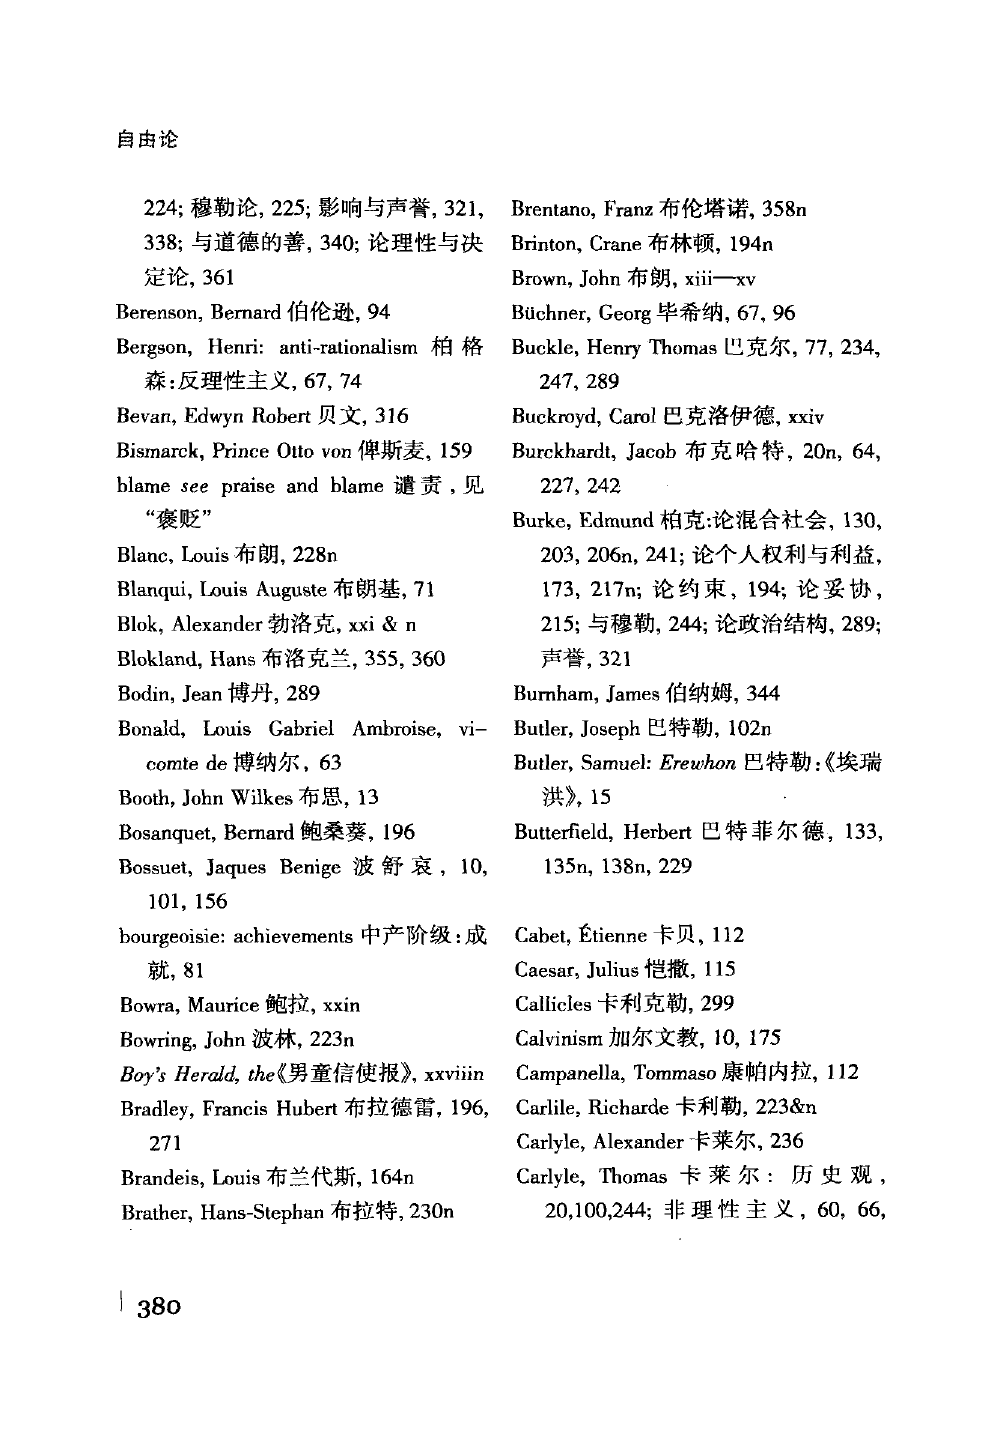 自由论
224; 穆勒论, 225; 影响与声誉, 321,
338; 与道德的善, 340; 论理性与决
定论, 361
Berenson, Bernard 伯伦逊, 94
Bergson, Henri: anti-rationalism 柏格
森:反理性主义, 67, 74
Bevan, Edwyn Robert 贝文, 316
Bismarck, Prince Otto von 俾斯麦, 159
blame see praise and blame 谴责,见
“褒贬”
Blanc, Louis 布朗, 228n
Blanqui, Louis Auguste 布朗基, 71
Blok, Alexander 勃洛克, xxi & n
Blokland, Hans 布洛克兰, 355, 360
Bodin, Jean 博丹, 289
Bonald, Louis Gabriel Ambroise, vi-
comte de 博纳尔, 63
Booth, John Wilkes 布思, 13
Bosanquet, Bernard 鲍桑葵, 196
Bossuet, Jaques Benige 波舒哀, 10,
101, 156
bourgeoisie: achievements 中产阶级:成
就, 81
Bowra, Maurice 鲍拉, xxin
Bowring, John 波林, 223n
Boy's Herald, the《男童信使报》, xxviiin
Bradley, Francis Hubert 布拉德雷, 196,
271
Brandeis, Louis 布兰代斯, 164n
Brather, Hans-Stephan 布拉特, 230n
Brentano, Franz 布伦塔诺, 358n
Brinton, Crane 布林顿, 194n
Brown, John 布朗, xiii—xv
Büchner, Georg 毕希纳, 67, 96
Buckle, Henry Thomas 巴克尔, 77, 234,
247, 289
Buckroyd, Carol 巴克洛伊德, xxiv
Burckhardt, Jacob 布克哈特, 20n, 64,
227, 242
Burke, Edmund 柏克:论混合社会, 130,
203, 206n, 241; 论个人权利与利益,
173, 217n; 论约束, 194; 论妥协,
215; 与穆勒, 244; 论政治结构, 289;
声誉, 321
Burnham, James 伯纳姆, 344
Butler, Joseph 巴特勒, 102n
Butler, Samuel: Erewhon 巴特勒:《埃瑞
洪》, 15
Butterfield, Herbert 巴特菲尔德, 133,
135n, 138n, 229
Cabet, Étienne 卡贝, 112
Caesar, Julius 恺撒, 115
Callicles 卡利克勒, 299
Calvinism 加尔文教, 10, 175
Campanella, Tommaso 康帕内拉, 112
Carlile, Richarde 卡利勒, 223&n
Carlyle, Alexander 卡莱尔, 236
Carlyle, Thomas 卡莱尔: 历史观,
20,100,244; 非理性主义, 60, 66,
380